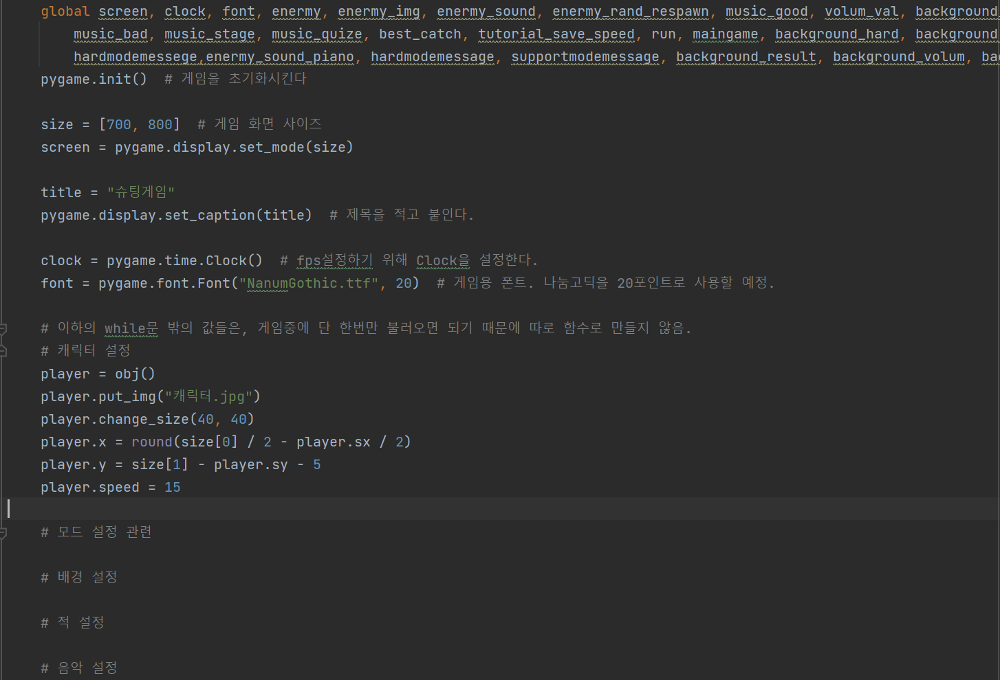 global screen, clock, font, enermy, enermy_img, enermy_sound, enermy_rand_respawn, music_good, volum_val, background_
music_bad, music_stage, music_quize, best_catch, tutorial_save_speed, run, maingame, background_hard, background
hardmodemessege,enermy_sound_piano, hardmodemessage, supportmodemessage, background_result, background_volum, ba
pygame.init()  # 게임을 초기화시킨다
size = [700, 800]  # 게임 화면 사이즈
screen = pygame.display.set_mode(size)
title = "슈팅게임"
pygame.display.set_caption(title)  # 제목을 적고 붙인다.
clock = pygame.time.Clock()  # fps설정하기 위해 Clock을 설정한다.
font = pygame.font.Font("NanumGothic.ttf", 20)  # 게임용 폰트. 나눔고딕을 20포인트로 사용할 예정.
# 이하의 while문 밖의 값들은, 게임중에 단 한번만 불러오면 되기 때문에 따로 함수로 만들지 않음.
# 캐릭터 설정
player = obj()
player.put_img("캐릭터.jpg")
player.change_size(40, 40)
player.x = round(size[0] / 2 - player.sx / 2)
player.y = size[1] - player.sy - 5
player.speed = 15
# 모드 설정 관련
# 배경 설정
# 적 설정
# 음악 설정